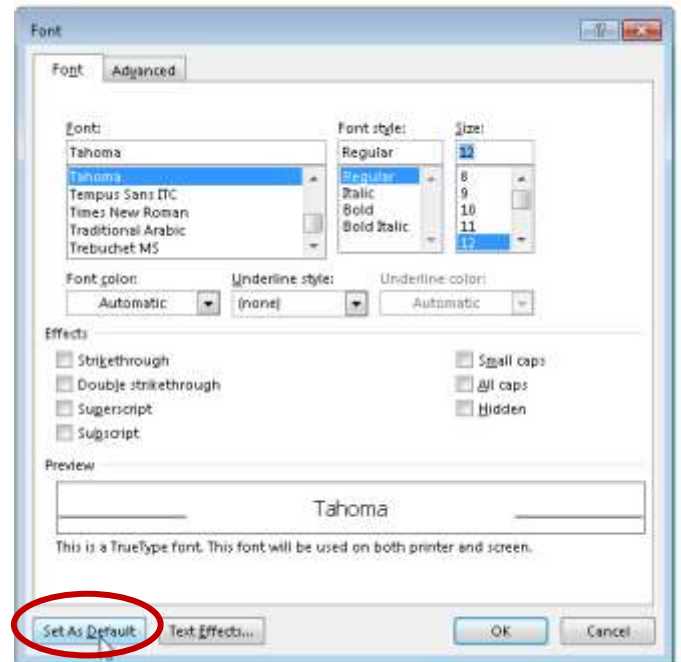 Font
Font Advanced
Font: Font style: Size:
Tahoma Regular 12
Tahoma Regular 8
Tempus Sans ITC Italic 9
Times New Roman Bold 10
Traditional Arabic Bold Italic 11
Trebuchet MS 12
Font color: Underline style: Underline color:
Automatic (none) Automatic
Effects
Strikethrough Small caps
Double strikethrough All caps
Superscript Hidden
Subscript
Preview
Tahoma
This is a TrueType font. This font will be used on both printer and screen.
Set As Default Text Effects... OK Cancel